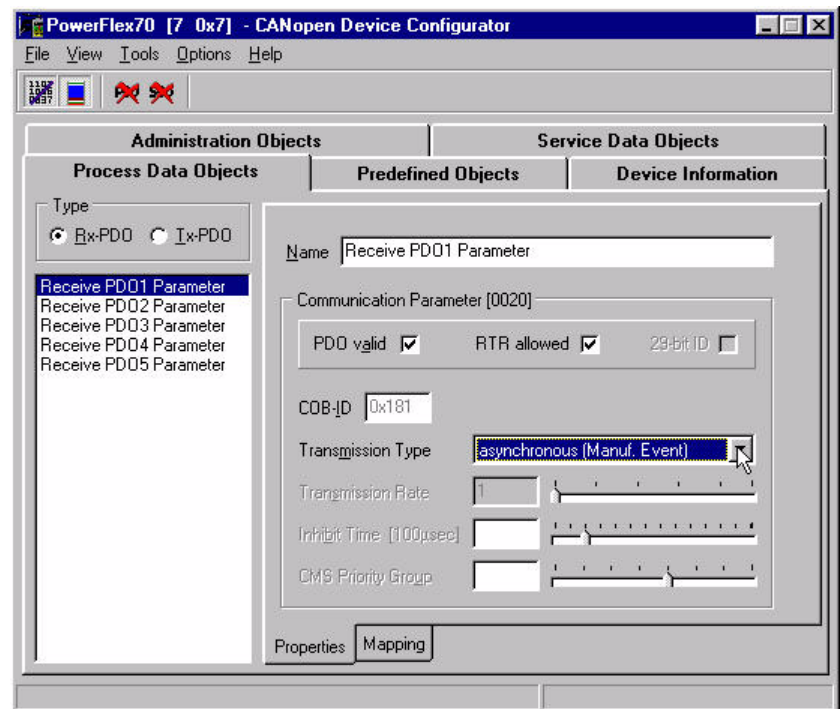 PowerFlex70 [7 0x7] - CANopen Device Configurator
File View Tools Options Help
Administration Objects
Service Data Objects
Process Data Objects
Predefined Objects
Device Information
Type
Rx-PDO Tx-PDO
Receive PDO1 Parameter
Receive PDO2 Parameter
Receive PDO3 Parameter
Receive PDO4 Parameter
Receive PDO5 Parameter
Name Receive PDO1 Parameter
Communication Parameter [0020]
PDO valid RTR allowed 29-bit ID
COB-ID 0x181
Transmission Type asynchronous (Manuf. Event)
Transmission Rate 1
Inhibit Time [100µsec]
CMS Priority Group
Properties Mapping